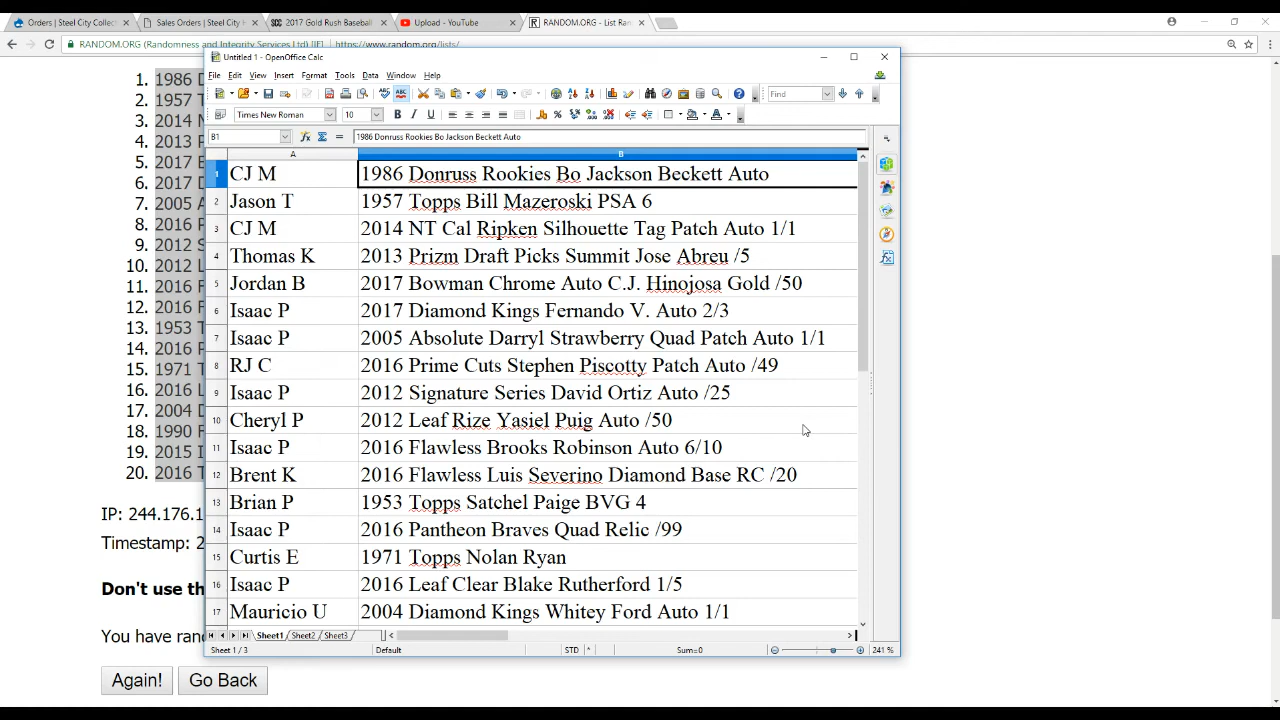 Orders | Steel City Collect
Sales Orders | Steel City H
2017 Gold Rush Baseball
Upload - YouTube
RANDOM.ORG - List Ran
RANDOM.ORG (Randomness and Integrity Services Ltd) [IE]
https://www.random.org/lists/
Untitled 1 - OpenOffice Calc
File Edit View Insert Format Tools Data Window Help
Find
Times New Roman 10
B1 1986 Donruss Rookies Bo Jackson Beckett Auto
A B
1 CJ M 1986 Donruss Rookies Bo Jackson Beckett Auto
2 Jason T 1957 Topps Bill Mazeroski PSA 6
3 CJ M 2014 NT Cal Ripken Silhouette Tag Patch Auto 1/1
4 Thomas K 2013 Prizm Draft Picks Summit Jose Abreu /5
5 Jordan B 2017 Bowman Chrome Auto C.J. Hinojosa Gold /50
6 Isaac P 2017 Diamond Kings Fernando V. Auto 2/3
7 Isaac P 2005 Absolute Darryl Strawberry Quad Patch Auto 1/1
8 RJ C 2016 Prime Cuts Stephen Piscotty Patch Auto /49
9 Isaac P 2012 Signature Series David Ortiz Auto /25
10 Cheryl P 2012 Leaf Rize Yasiel Puig Auto /50
11 Isaac P 2016 Flawless Brooks Robinson Auto 6/10
12 Brent K 2016 Flawless Luis Severino Diamond Base RC /20
13 Brian P 1953 Topps Satchel Paige BVG 4
14 Isaac P 2016 Pantheon Braves Quad Relic /99
15 Curtis E 1971 Topps Nolan Ryan
16 Isaac P 2016 Leaf Clear Blake Rutherford 1/5
17 Mauricio U 2004 Diamond Kings Whitey Ford Auto 1/1
Sheet1 Sheet2 Sheet3
Sheet 1 / 3 Default STD * Sum=0 241 %
1. 1986 D
2. 1957 T
3. 2014 N
4. 2013 P
5. 2017 B
6. 2017 D
7. 2005 A
8. 2016 P
9. 2012 S
10. 2012 L
11. 2016 F
12. 2016 F
13. 1953 T
14. 2016 P
15. 1971 T
16. 2016 L
17. 2004 D
18. 1990 F
19. 2015 I
20. 2016 T
IP: 244.176.1
Timestamp: 2
Don't use th
You have ran
Again! Go Back